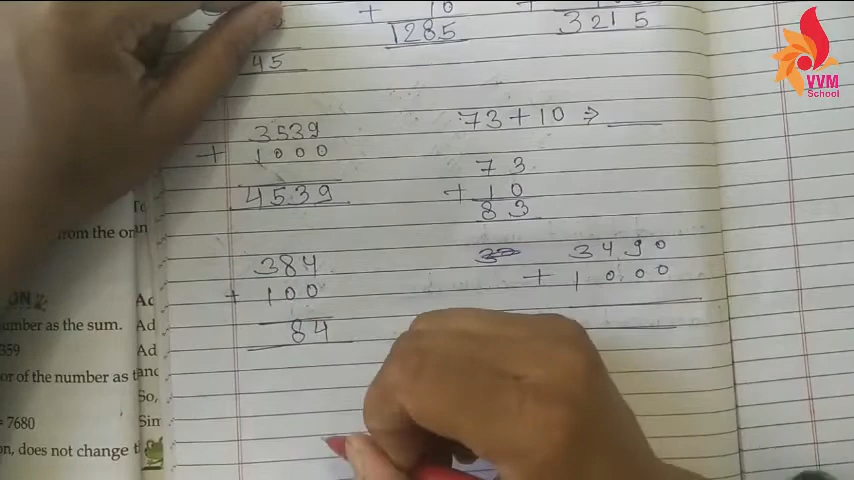 + 10
1285
3215
45
VVM
School
3539
+ 1000
4539
73+10 ⇒ ____
73
+ 10
83
384
+ 100
84
3490
+ 1000
from the
umber as the sum.
359
or of the number as
= 7680
on, does not change
Ad
Ad
So,